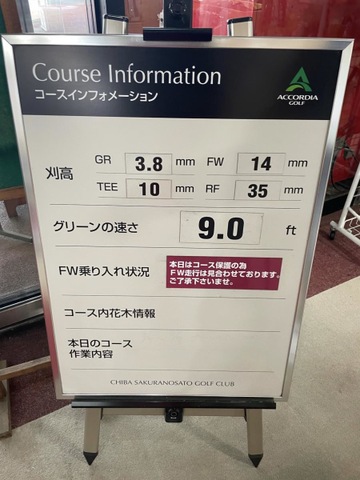 Course Information
コースインフォメーション
ACCORDIA
GOLF
刈高
GR 3.8 mm FW 14 mm
TEE 10 mm RF 35 mm
グリーンの速さ 9.0 ft
FW乗り入れ状況
本日はコース保護の為
FW走行は見合わせております。
ご了承下さいませ。
コース内花木情報
本日のコース
作業内容
CHIBA SAKURANOSATO GOLF CLUB